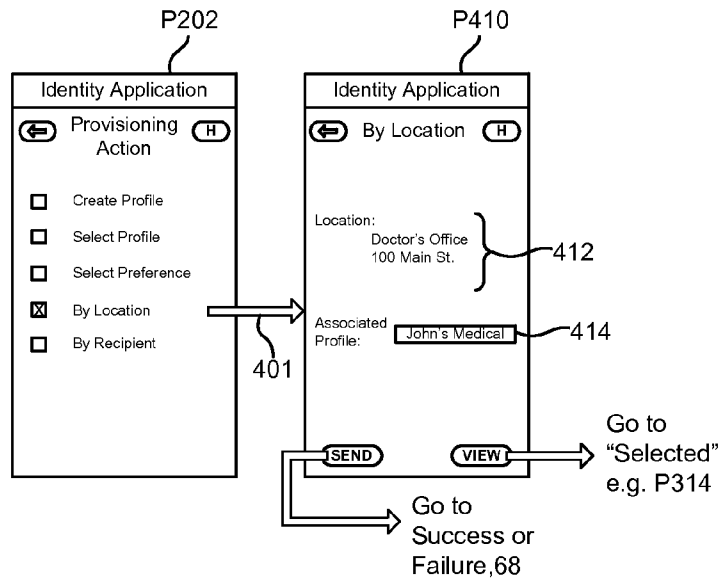 P202
P410
Identity Application
Provisioning
Action
H
Create Profile
Select Profile
Select Preference
By Location
By Recipient
401
Identity Application
By Location
H
Location:
Doctor's Office
100 Main St.
412
Associated
Profile:
John's Medical
414
SEND
VIEW
Go to
“Selected”
e.g. P314
Go to
Success or
Failure,68